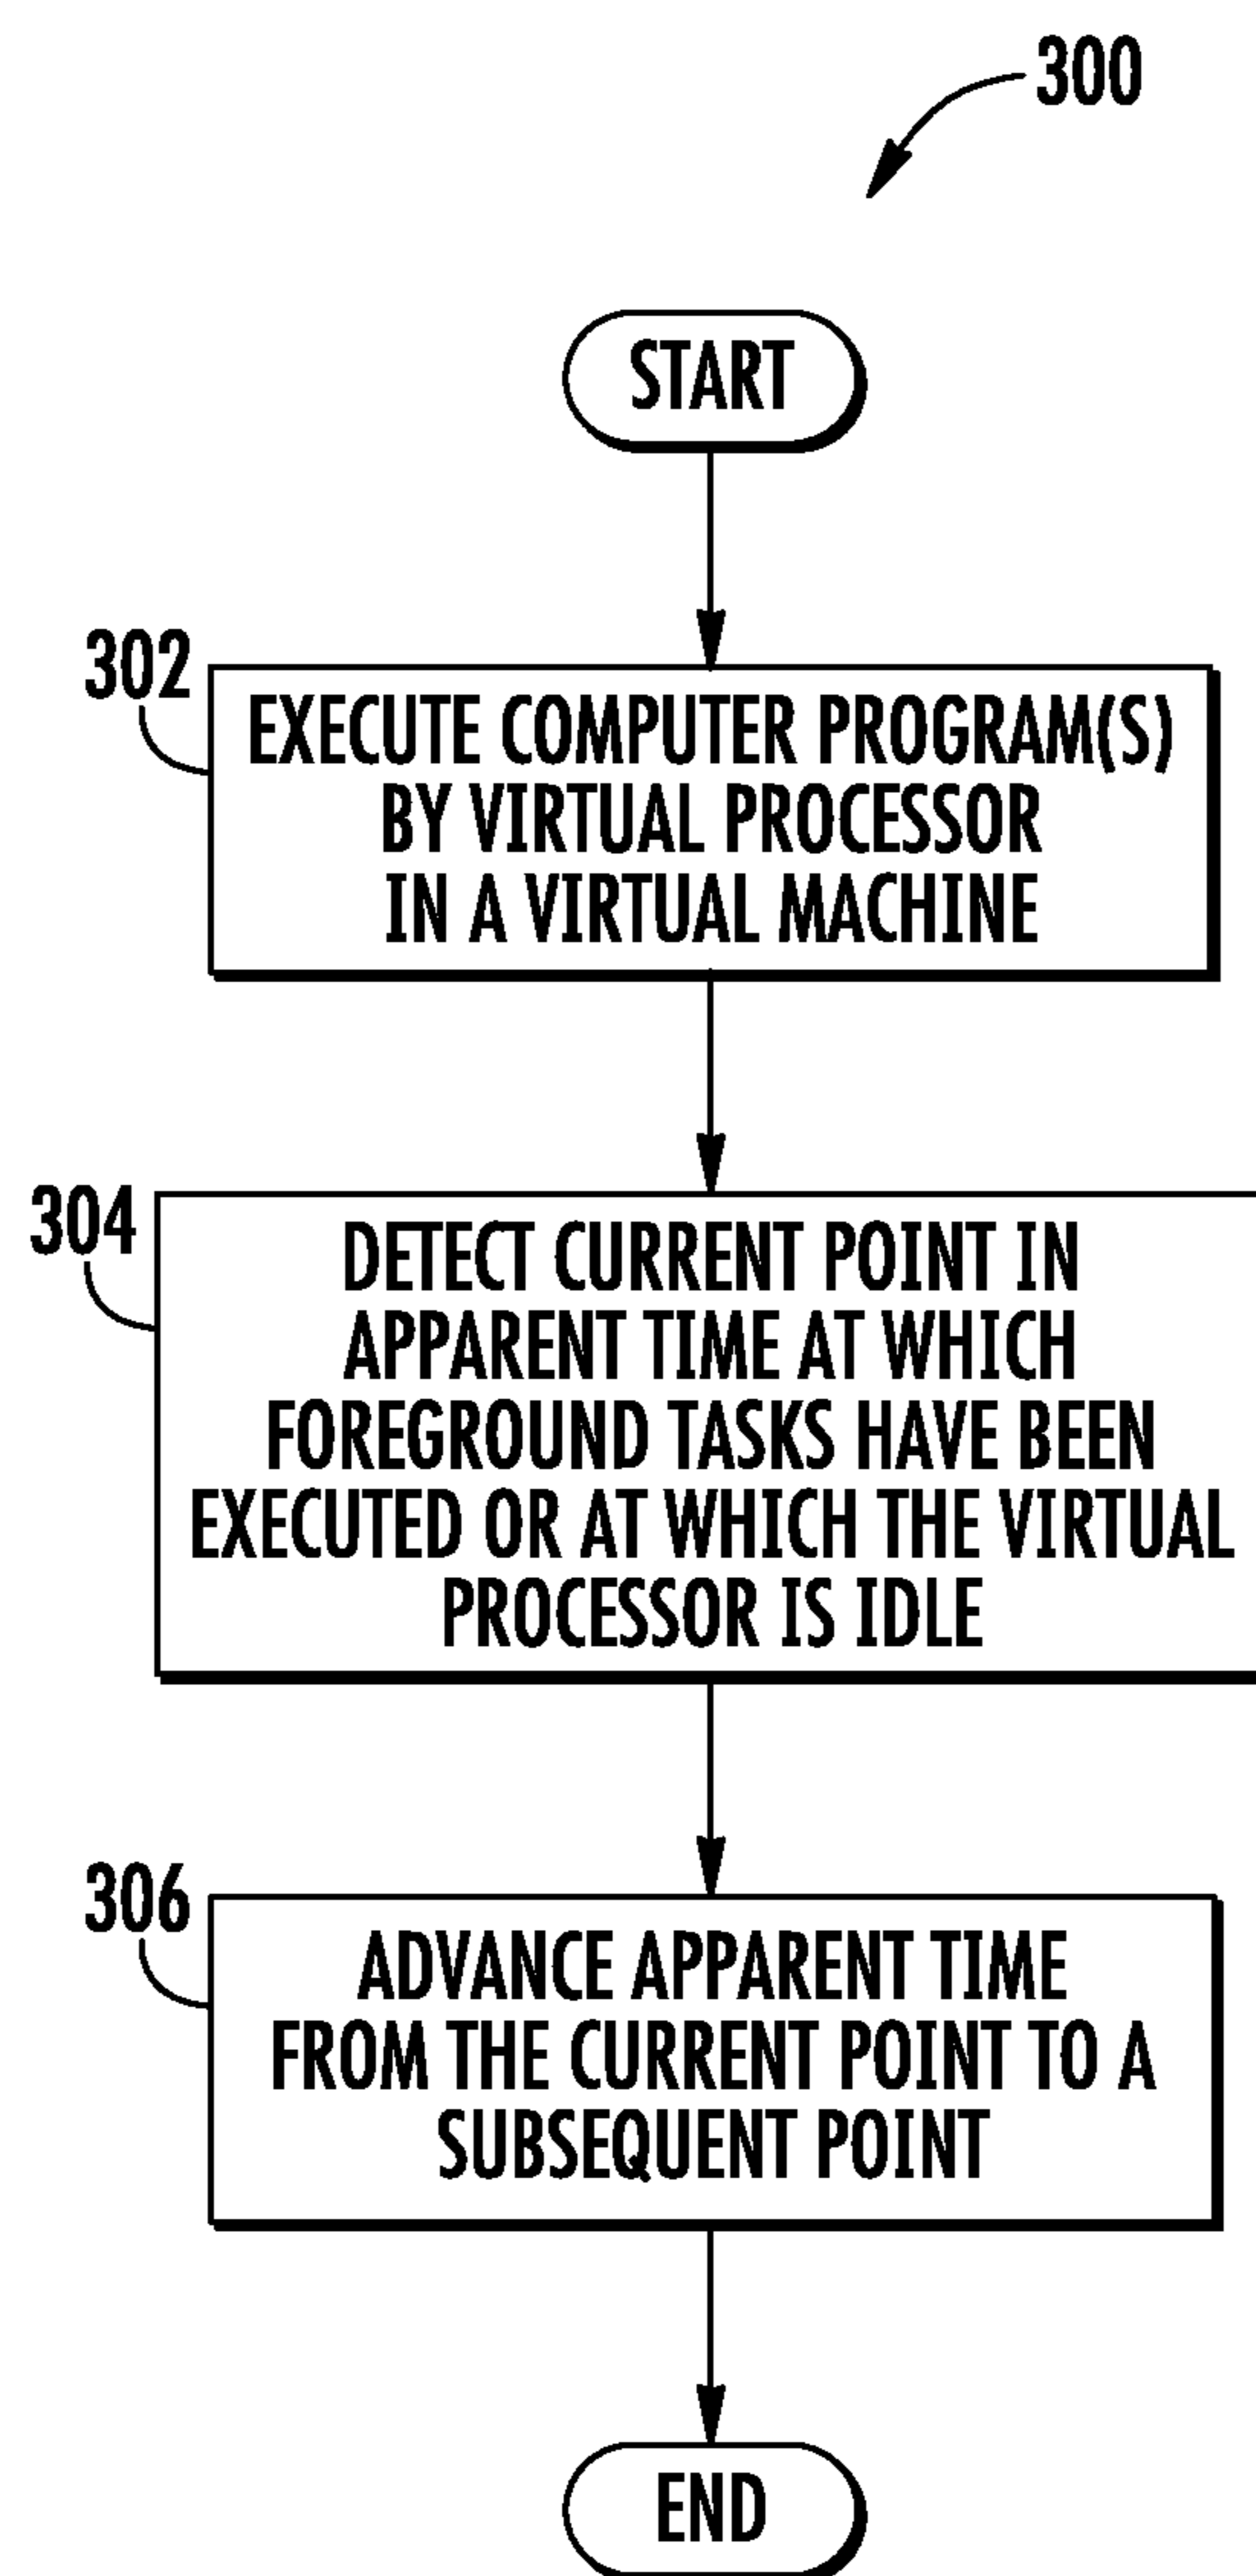 300
START
302
EXECUTE COMPUTER PROGRAM(S)
BY VIRTUAL PROCESSOR
IN A VIRTUAL MACHINE
304
DETECT CURRENT POINT IN
APPARENT TIME AT WHICH
FOREGROUND TASKS HAVE BEEN
EXECUTED OR AT WHICH THE VIRTUAL
PROCESSOR IS IDLE
306
ADVANCE APPARENT TIME
FROM THE CURRENT POINT TO A
SUBSEQUENT POINT
END